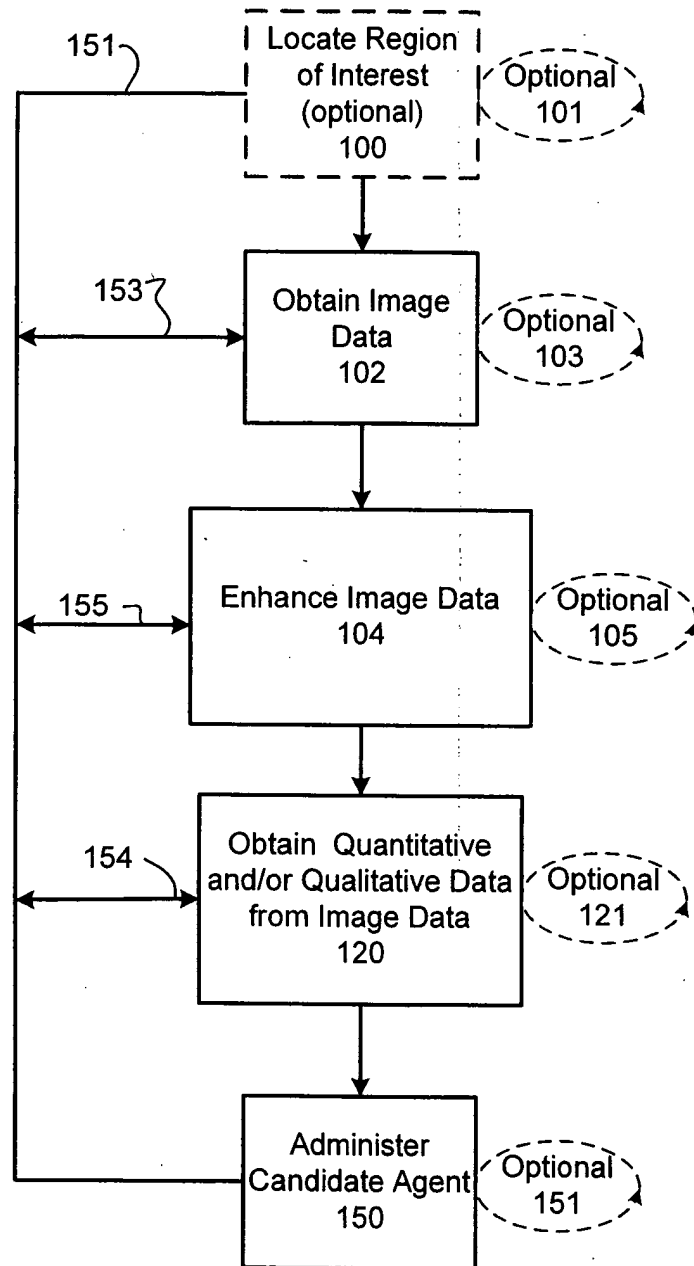 151
Locate Region
of Interest
(optional)
100
Optional
101
153
Obtain Image
Data
102
Optional
103
155
Enhance Image Data
104
Optional
105
154
Obtain Quantitative
and/or Qualitative Data
from Image Data
120
Optional
121
Administer
Candidate Agent
150
Optional
151